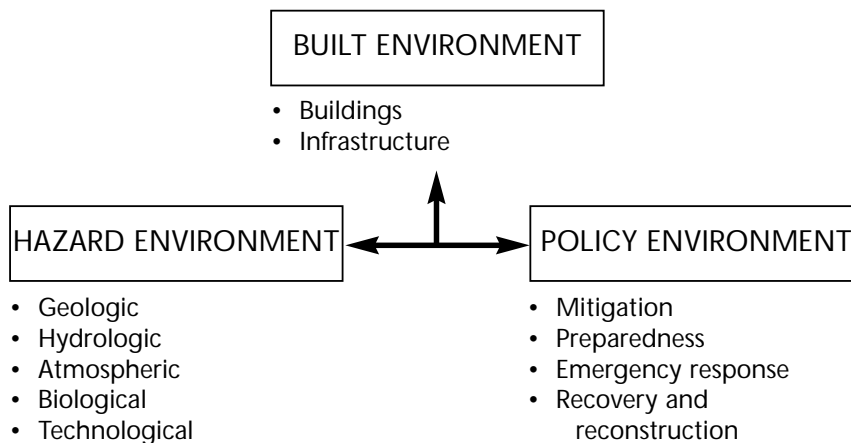 BUILT ENVIRONMENT
• Buildings
• Infrastructure
HAZARD ENVIRONMENT
• Geologic
• Hydrologic
• Atmospheric
• Biological
• Technological
POLICY ENVIRONMENT
• Mitigation
• Preparedness
• Emergency response
• Recovery and
reconstruction